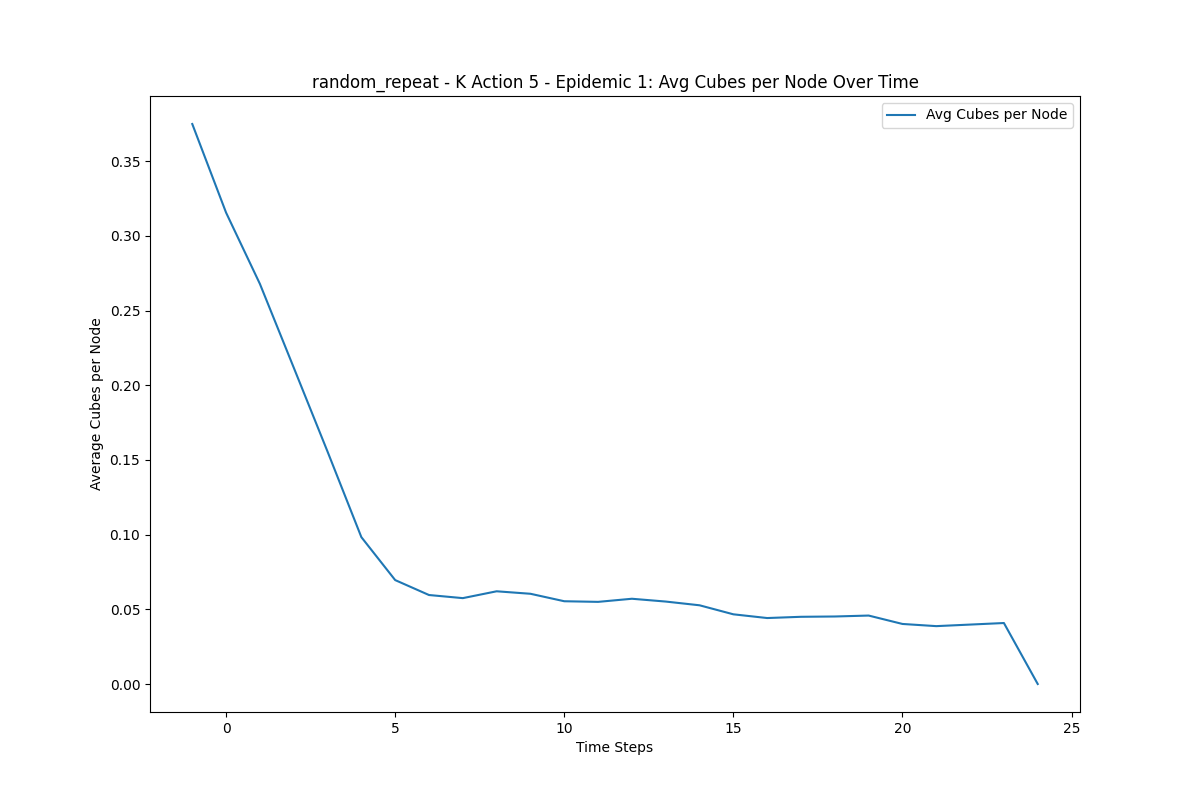 random_repeat - K Action 5 - Epidemic 1: Avg Cubes per Node Over Time
Avg Cubes per Node
Average Cubes per Node
0.35
0.30
0.25
0.20
0.15
0.10
0.05
0.00
0 5 10 15 20 25
Time Steps